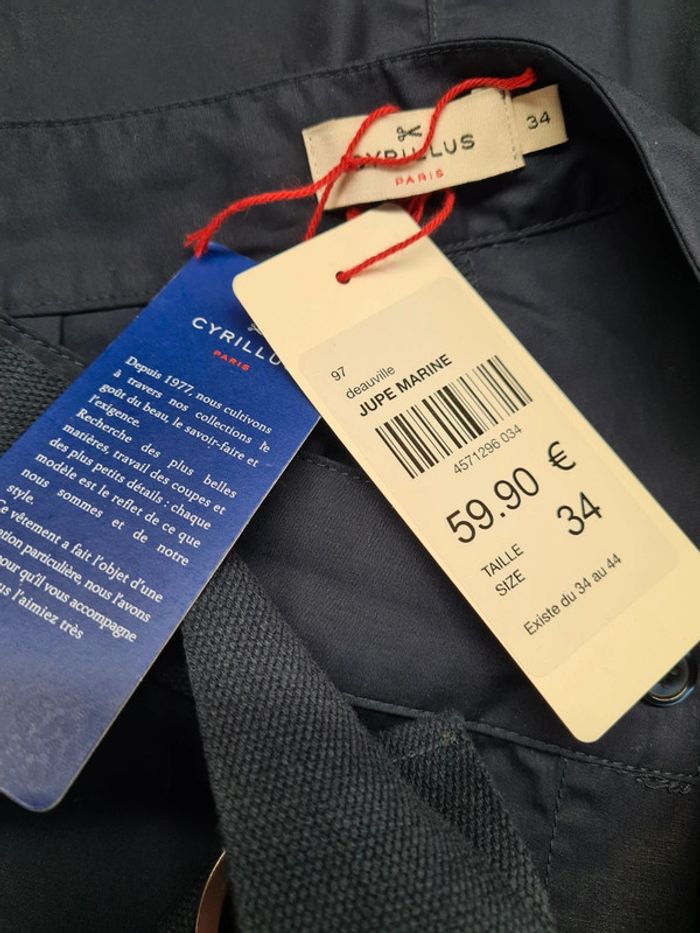 CYRILLUS
PARIS
34
CYRILLUS
PARIS
Depuis 1977, nous cultivons
à travers nos collections le
goût du beau, le savoir-faire et
l'exigence.
Recherche des plus belles
matières, travail des coupes et
des plus petits détails : chaque
modèle est le reflet de ce que
nous sommes et de notre
style.
Ce vêtement a fait l'objet d'une
particulière, nous l'avons
qu'il vous accompagne
l'aimiez très
97
deauville
JUPE MARINE
4571296 034
59.90 €
TAILLE
SIZE
34
Existe du 34 au 44